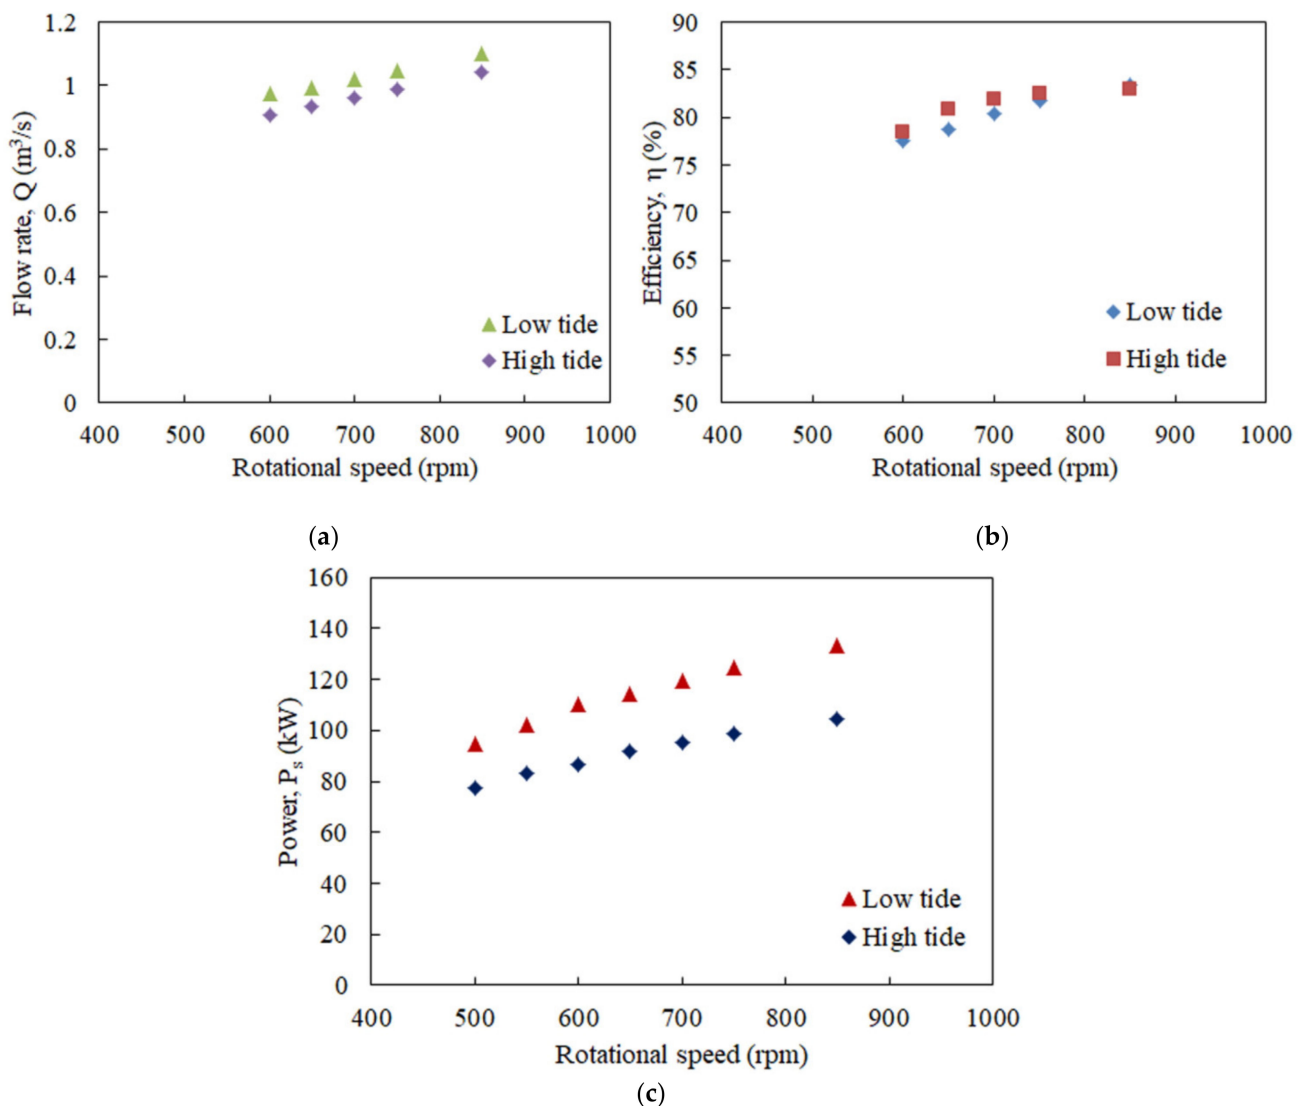 Flow rate, Q (m³/s)
1.2
1
0.8
0.6
0.4
0.2
0
400 500 600 700 800 900 1000
Rotational speed (rpm)
Low tide
High tide
(a)
Efficiency, η (%)
90
85
80
75
70
65
60
55
50
400 500 600 700 800 900 1000
Rotational speed (rpm)
Low tide
High tide
(b)
Power, Pₛ (kW)
160
140
120
100
80
60
40
20
0
400 500 600 700 800 900 1000
Rotational speed (rpm)
Low tide
High tide
(c)